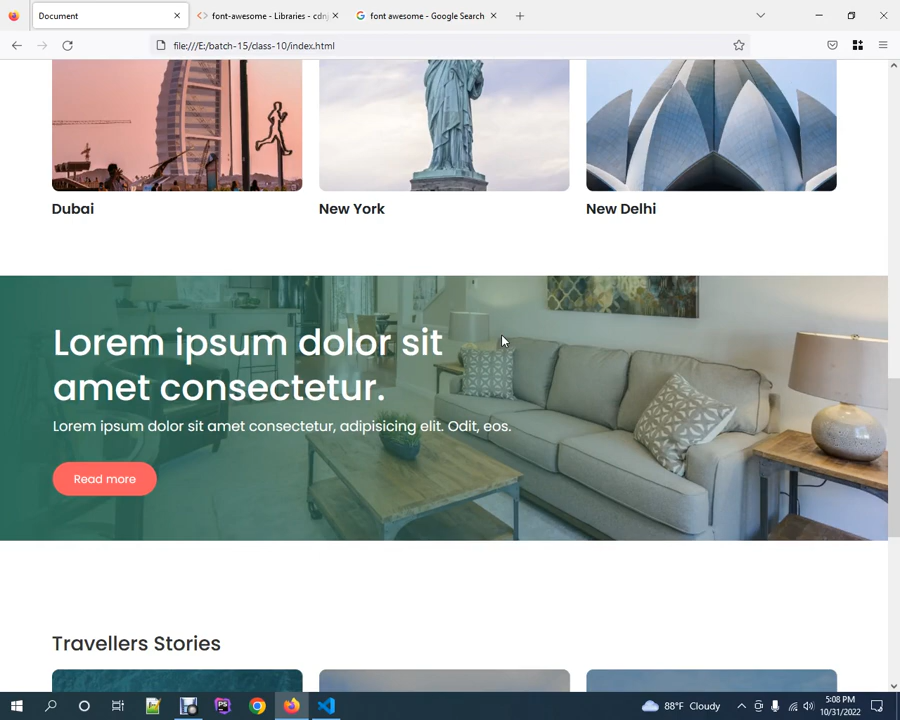 Document
font-awesome - Libraries - cdnj
font awesome - Google Search
file:///E:/batch-15/class-10/index.html
Dubai
New York
New Delhi
Lorem ipsum dolor sit
amet consectetur.
Lorem ipsum dolor sit amet consectetur, adipisicing elit. Odit, eos.
Read more
Travellers Stories
88°F Cloudy
5:08 PM
10/31/2022